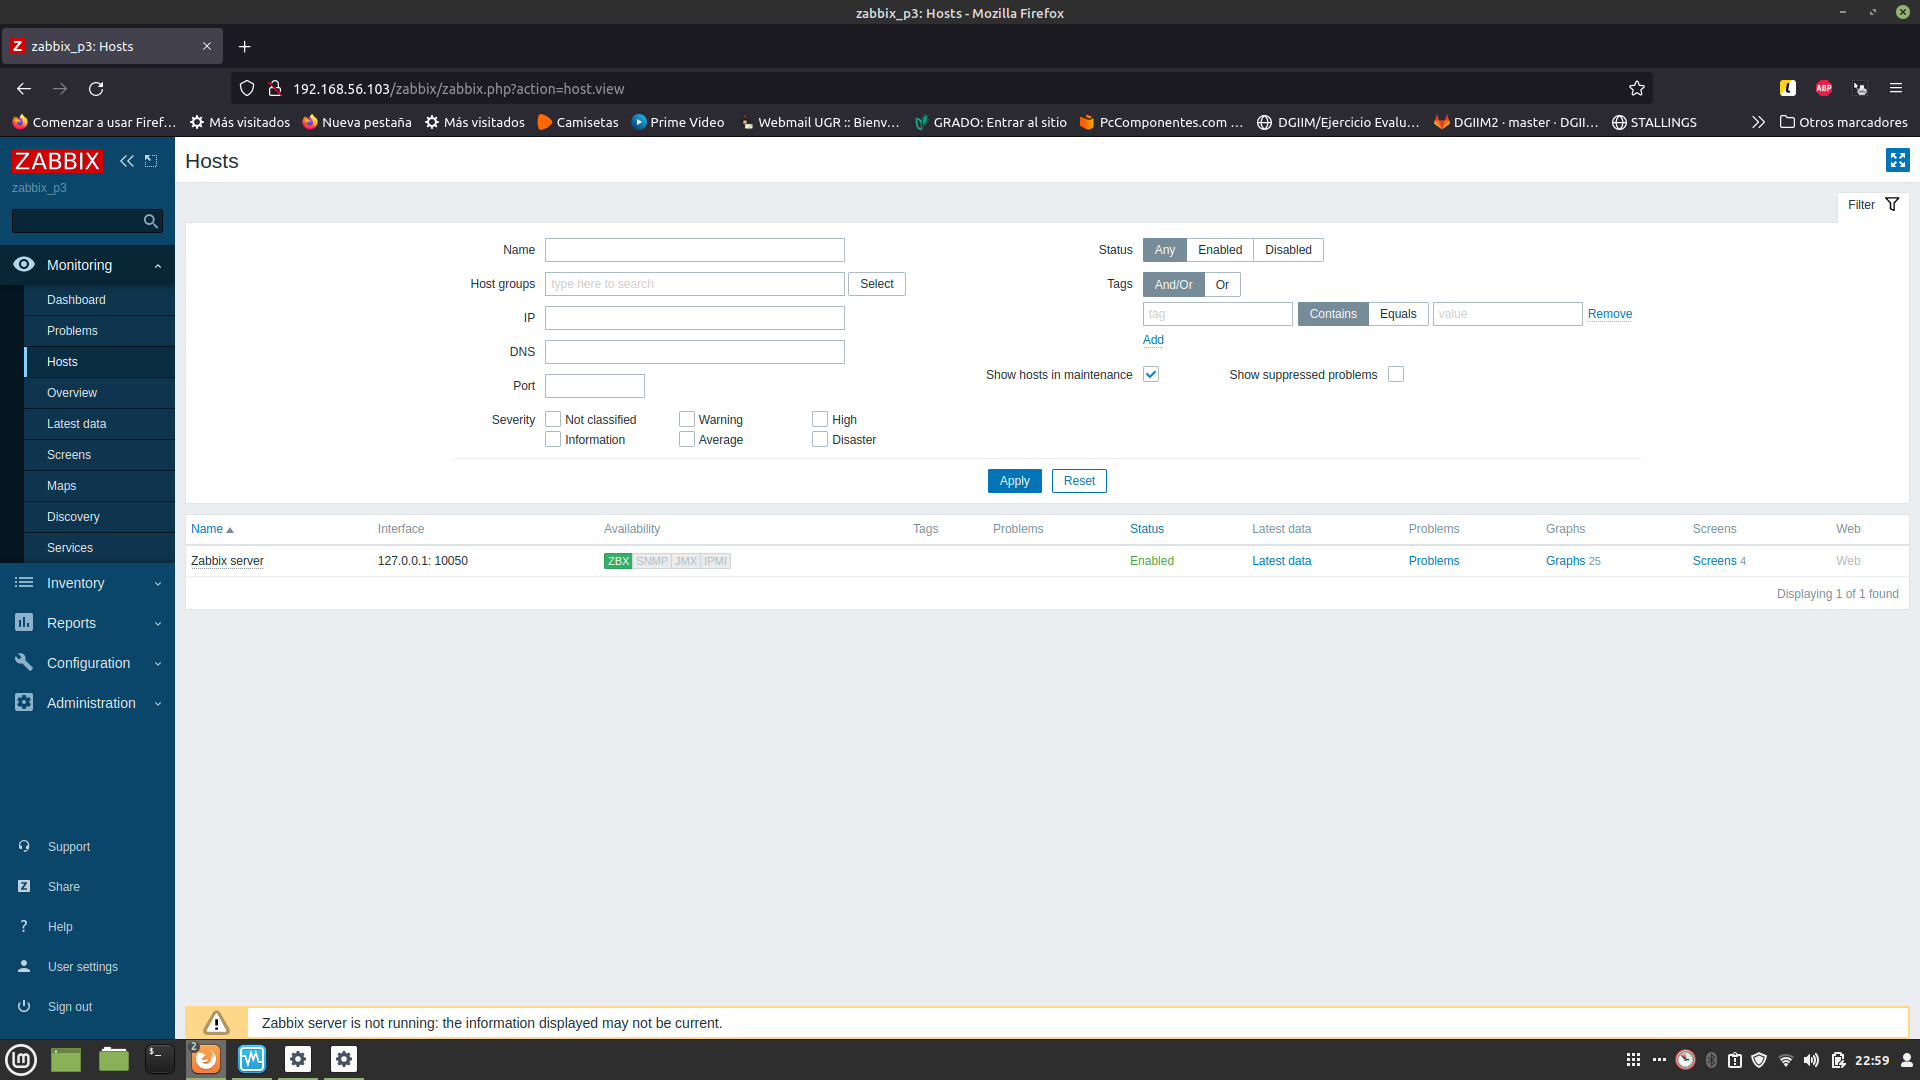 zabbix_p3: Hosts - Mozilla Firefox
Z zabbix_p3: Hosts
192.168.56.103/zabbix/zabbix.php?action=host.view
ABP
Comenzar a usar Firef… Más visitados Nueva pestaña Más visitados Camisetas Prime Video Webmail UGR :: Bienv… GRADO: Entrar al sitio PcComponentes.com … DGIIM/Ejercicio Evalu… DGIIM2 · master · DGII… STALLINGS Otros marcadores
ZABBIX
zabbix_p3
Hosts
Filter
Monitoring
Dashboard
Problems
Hosts
Overview
Latest data
Screens
Maps
Discovery
Services
Inventory
Reports
Configuration
Administration
Support
Z Share
? Help
User settings
Sign out
Name
Host groups type here to search Select
IP
DNS
Port
Severity Not classified Warning High
Information Average Disaster
Status Any Enabled Disabled
Tags And/Or Or
tag Contains Equals value Remove
Add
Show hosts in maintenance Show suppressed problems
Apply Reset
Name Interface Availability Tags Problems Status Latest data Problems Graphs Screens Web
Zabbix server 127.0.0.1: 10050 ZBX SNMP JMX IPMI Enabled Latest data Problems Graphs 25 Screens 4 Web
Displaying 1 of 1 found
Zabbix server is not running: the information displayed may not be current.
2
22:59